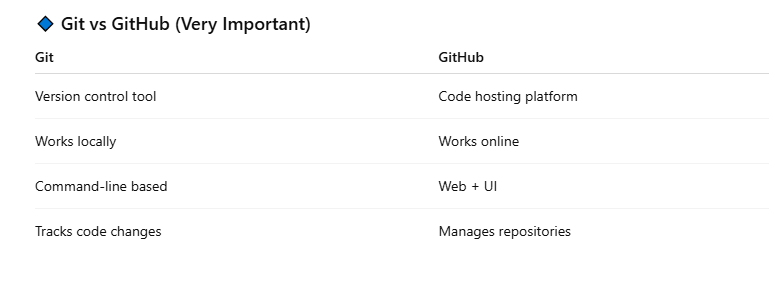 Git vs GitHub (Very Important)
Git GitHub
Version control tool Code hosting platform
Works locally Works online
Command-line based Web + UI
Tracks code changes Manages repositories